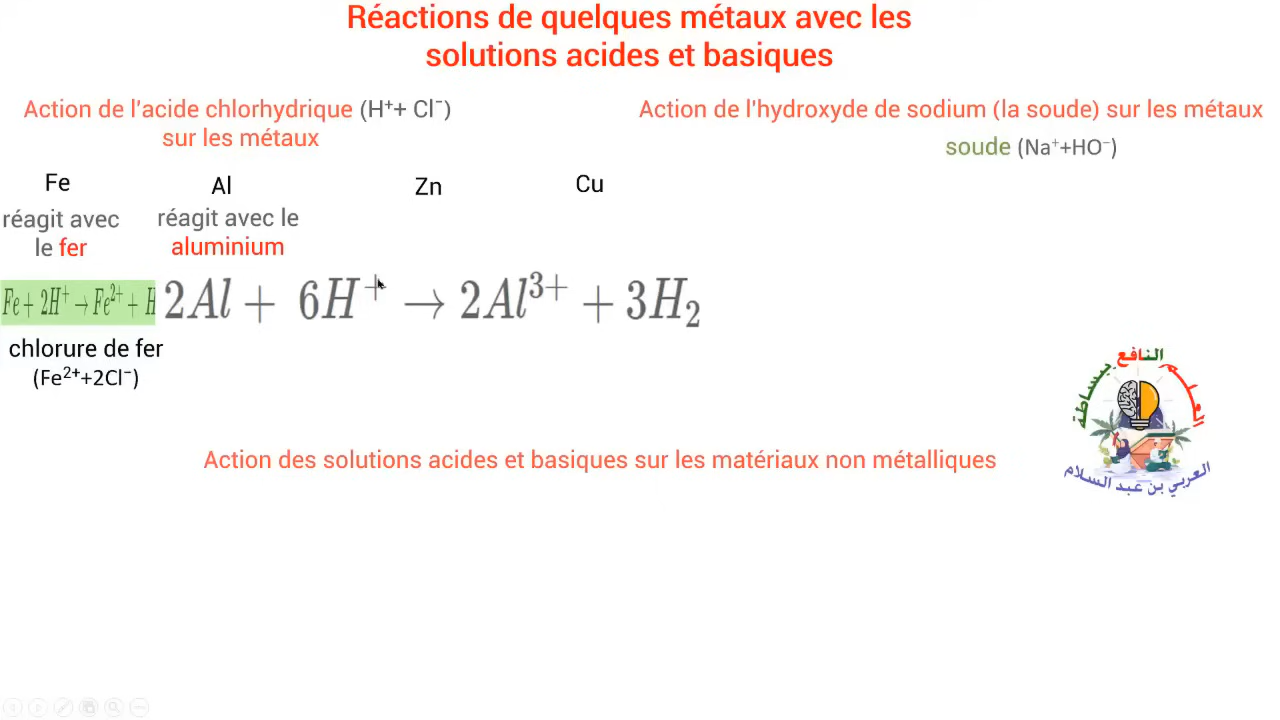 Réactions de quelques métaux avec les
solutions acides et basiques
Action de l'acide chlorhydrique (H⁺+ Cl⁻)
sur les métaux
Action de l'hydroxyde de sodium (la soude) sur les métaux
soude (Na⁺+HO⁻)
Fe
Al
Zn
Cu
réagit avec
le fer
réagit avec le
aluminium
Fe + 2H⁺ → Fe²⁺ + H
2Al + 6H⁺ → 2Al³⁺ + 3H₂
chlorure de fer
(Fe²⁺+2Cl⁻)
العلم النافع ببساطة
العربي بن عبد السلام
Action des solutions acides et basiques sur les matériaux non métalliques